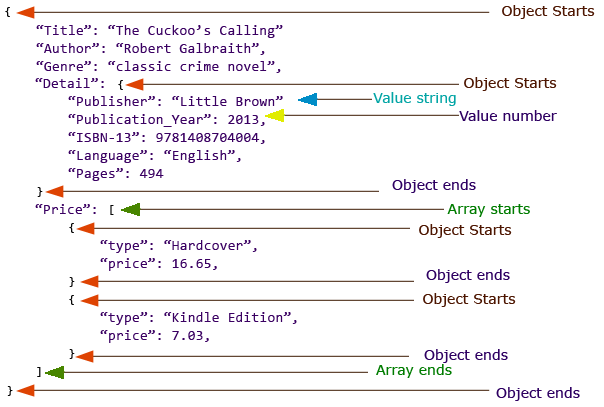 { Object Starts
“Title”: “The Cuckoo’s Calling”
“Author”: “Robert Galbraith”,
“Genre”: “classic crime novel”,
“Detail”: { Object Starts
“Publisher”: “Little Brown” Value string
“Publication_Year”: 2013, Value number
“ISBN-13”: 9781408704004,
“Language”: “English”,
“Pages”: 494
} Object ends
“Price”: [ Array starts
{ Object Starts
“type”: “Hardcover”,
“price”: 16.65,
} Object ends
{ Object Starts
“type”: “Kindle Edition”,
“price”: 7.03,
} Object ends
] Array ends
} Object ends